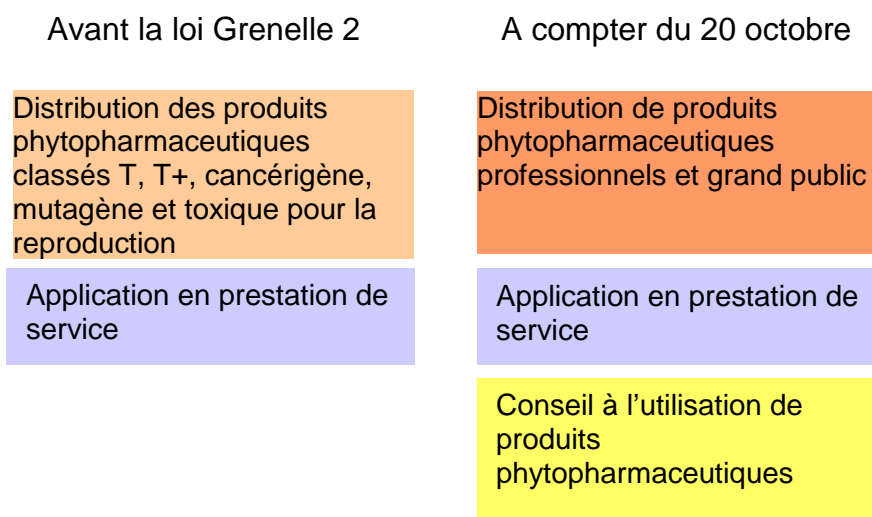 Avant la loi Grenelle 2
A compter du 20 octobre
Distribution des produits
phytopharmaceutiques
classés T, T+, cancérigène,
mutagène et toxique pour la
reproduction
Distribution de produits
phytopharmaceutiques
professionnels et grand public
Application en prestation de
service
Application en prestation de
service
Conseil à l’utilisation de
produits
phytopharmaceutiques